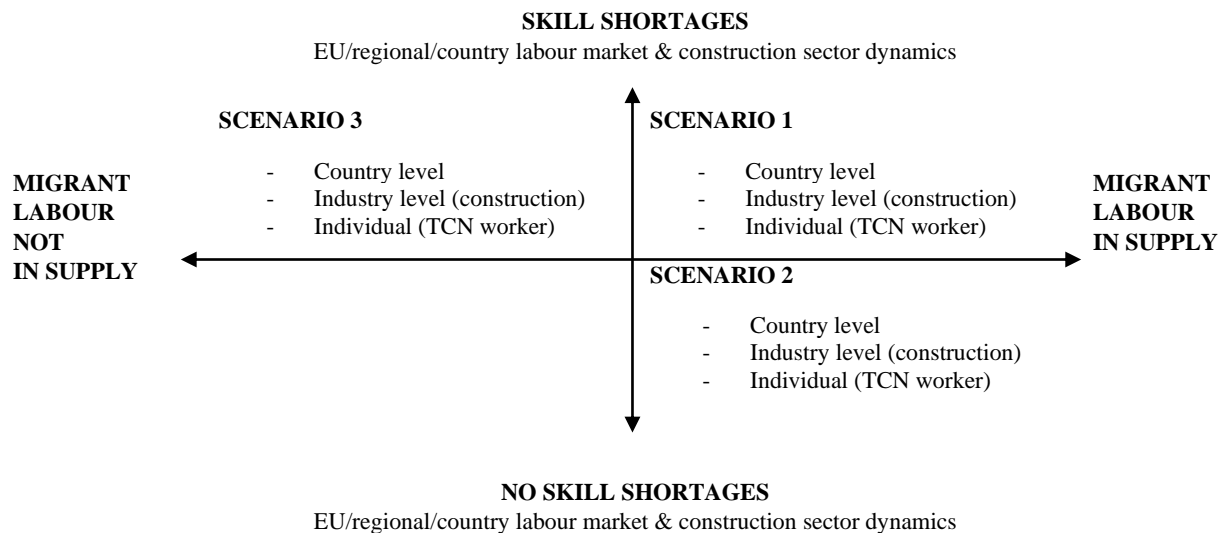 SKILL SHORTAGES
EU/regional/country labour market & construction sector dynamics
SCENARIO 3
- Country level
- Industry level (construction)
- Individual (TCN worker)
SCENARIO 1
- Country level
- Industry level (construction)
- Individual (TCN worker)
MIGRANT
LABOUR
NOT
IN SUPPLY
MIGRANT
LABOUR
IN SUPPLY
SCENARIO 2
- Country level
- Industry level (construction)
- Individual (TCN worker)
NO SKILL SHORTAGES
EU/regional/country labour market & construction sector dynamics